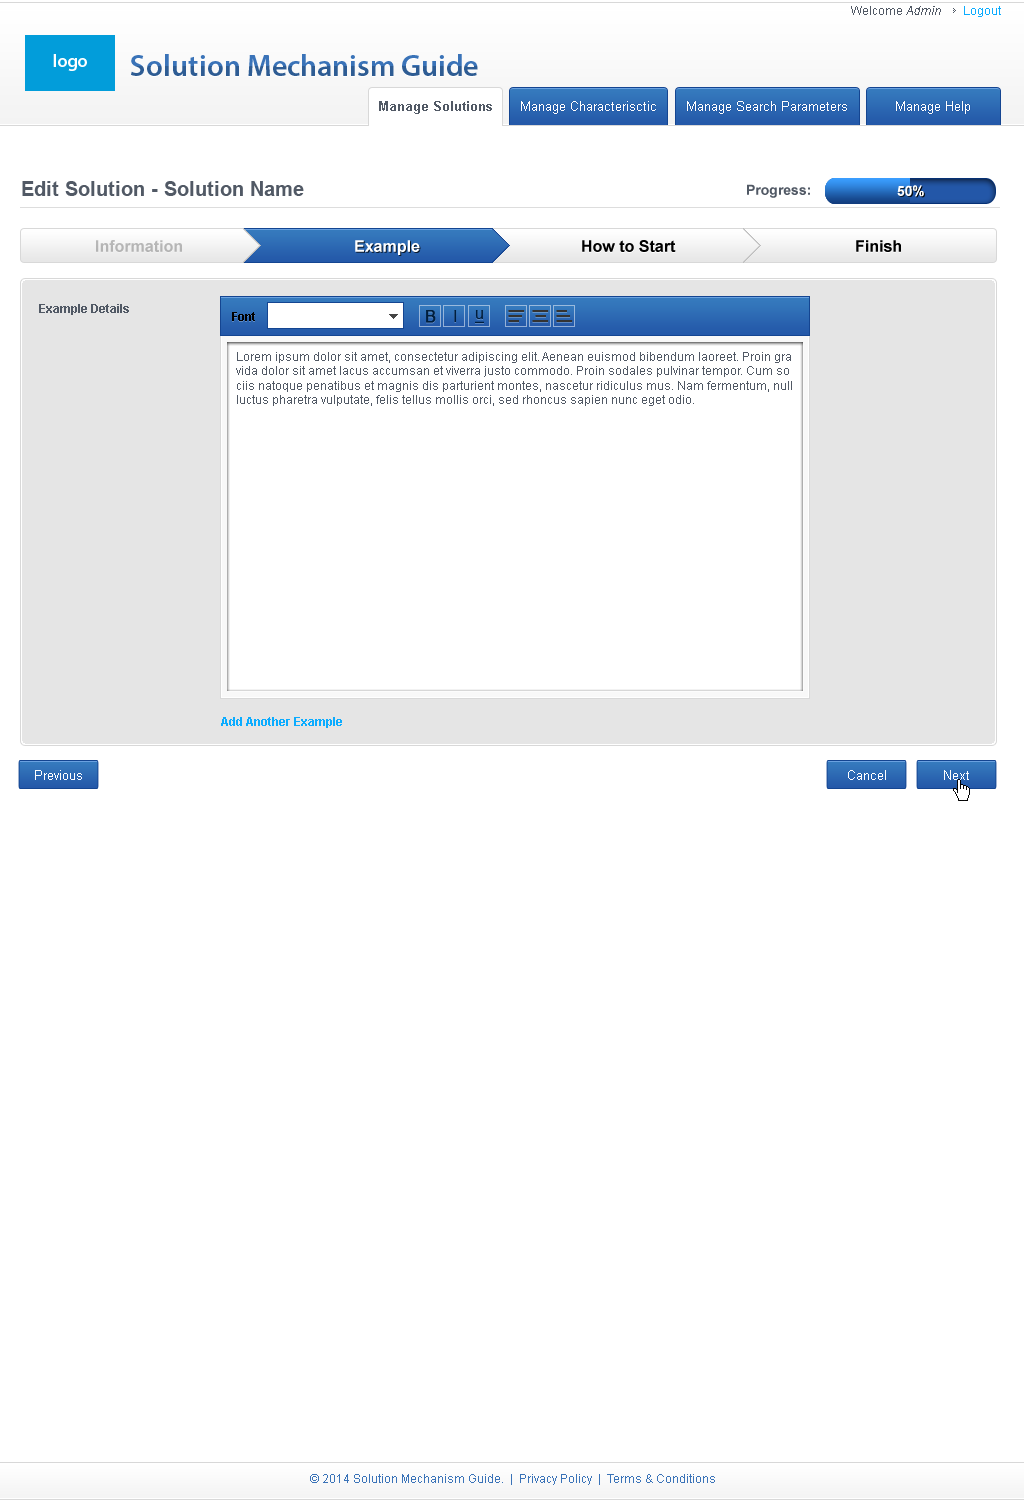 Welcome Admin Logout
logo
Solution Mechanism Guide
Manage Solutions
Manage Characterisctic
Manage Search Parameters
Manage Help
Edit Solution - Solution Name
Progress:
50%
Information
Example
How to Start
Finish
Example Details
Font
B I u
Lorem ipsum dolor sit amet, consectetur adipiscing elit. Aenean euismod bibendum laoreet. Proin gra
vida dolor sit amet lacus accumsan et viverra justo commodo. Proin sodales pulvinar tempor. Cum so
ciis natoque penatibus et magnis dis parturient montes, nascetur ridiculus mus. Nam fermentum, null
luctus pharetra vulputate, felis tellus mollis orci, sed rhoncus sapien nunc eget odio.
Add Another Example
Previous
Cancel
Next
© 2014 Solution Mechanism Guide. | Privacy Policy | Terms & Conditions